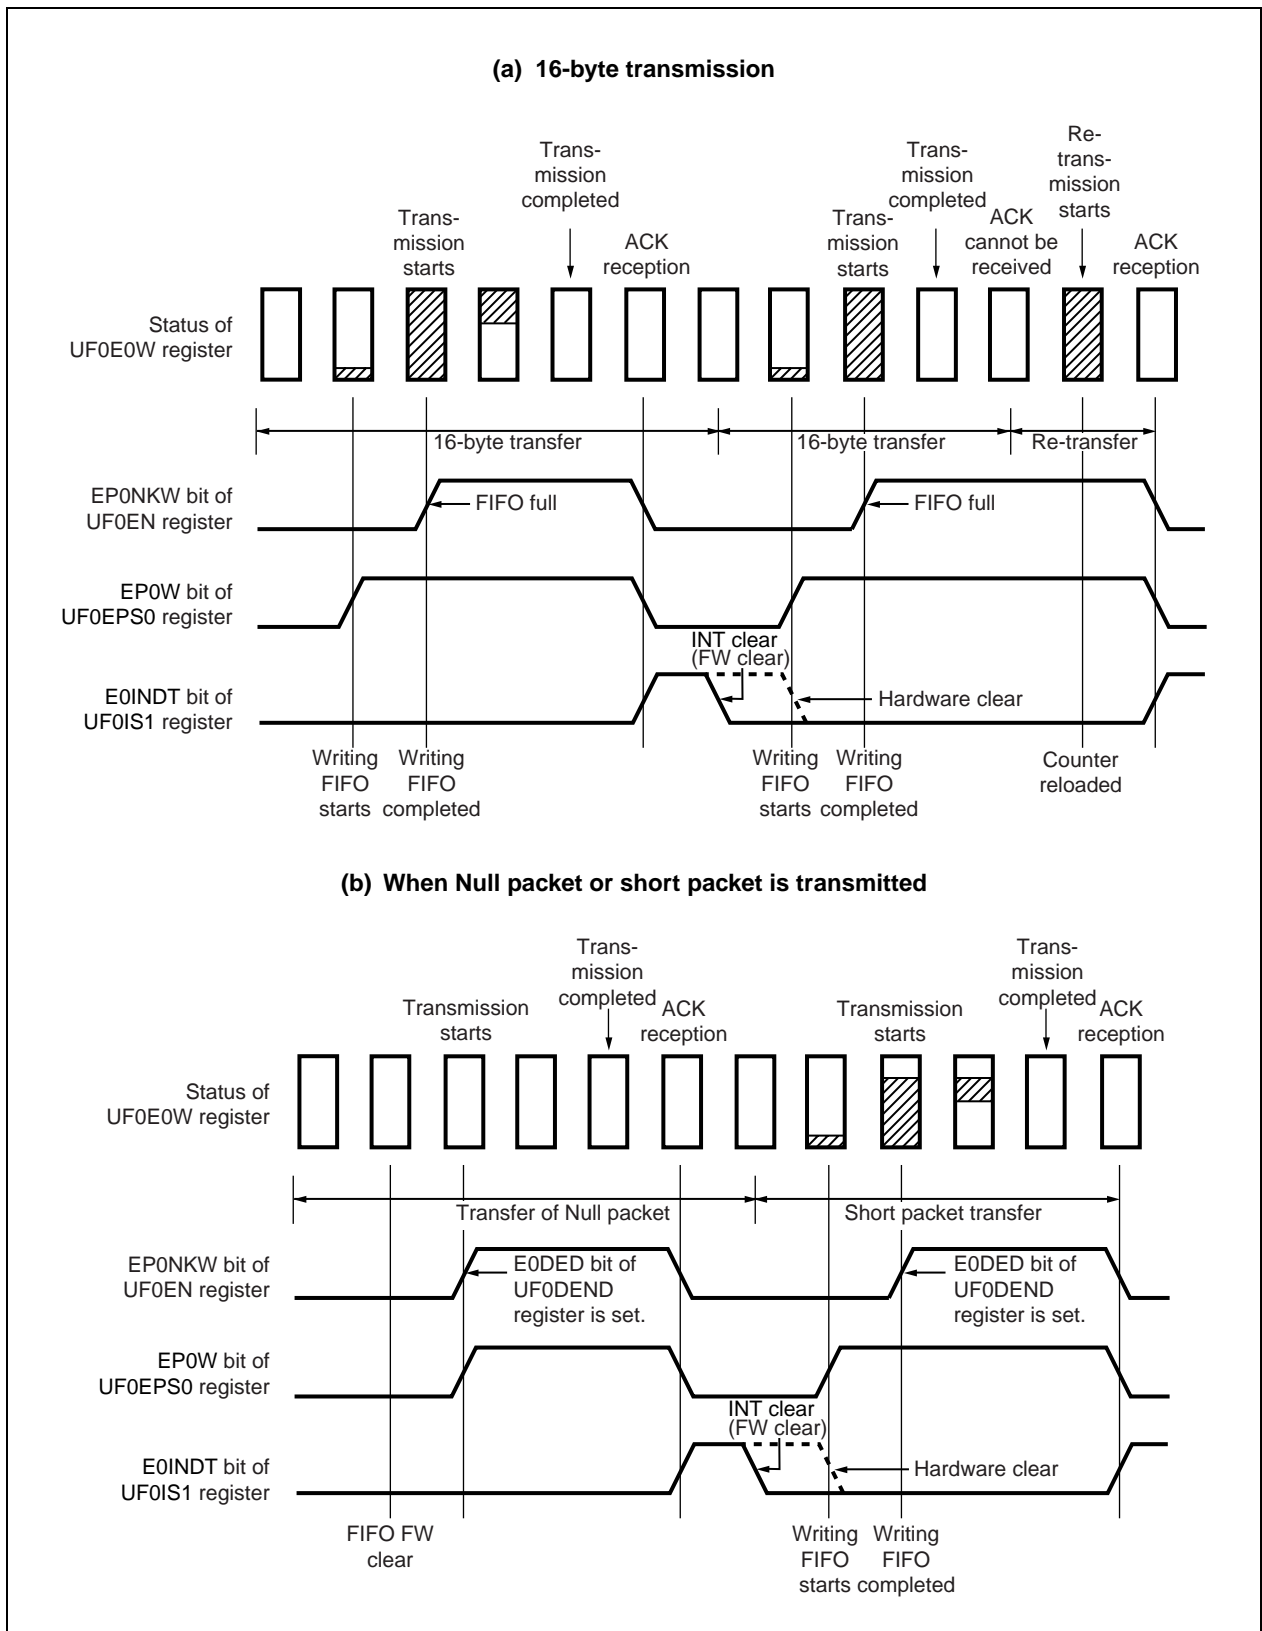 (a) 16-byte transmission
Trans-
mission
completed
Trans-
mission
completed
Re-
trans-
mission
starts
Trans-
mission
starts
ACK
reception
Trans-
mission
starts
ACK
cannot be
received
ACK
reception
Status of
UF0E0W register
16-byte transfer
16-byte transfer
Re-transfer
EP0NKW bit of
UF0EN register
FIFO full
FIFO full
EP0W bit of
UF0EPS0 register
INT clear
(FW clear)
E0INDT bit of
UF0IS1 register
Hardware clear
Writing
FIFO
starts
Writing
FIFO
completed
Writing
FIFO
starts
Writing
FIFO
completed
Counter
reloaded
(b) When Null packet or short packet is transmitted
Trans-
mission
completed
Trans-
mission
completed
Transmission
starts
ACK
reception
Transmission
starts
ACK
reception
Status of
UF0E0W register
Transfer of Null packet
Short packet transfer
EP0NKW bit of
UF0EN register
E0DED bit of
UF0DEND
register is set.
E0DED bit of
UF0DEND
register is set.
EP0W bit of
UF0EPS0 register
INT clear
(FW clear)
E0INDT bit of
UF0IS1 register
Hardware clear
FIFO FW
clear
Writing
FIFO
starts
Writing
FIFO
completed